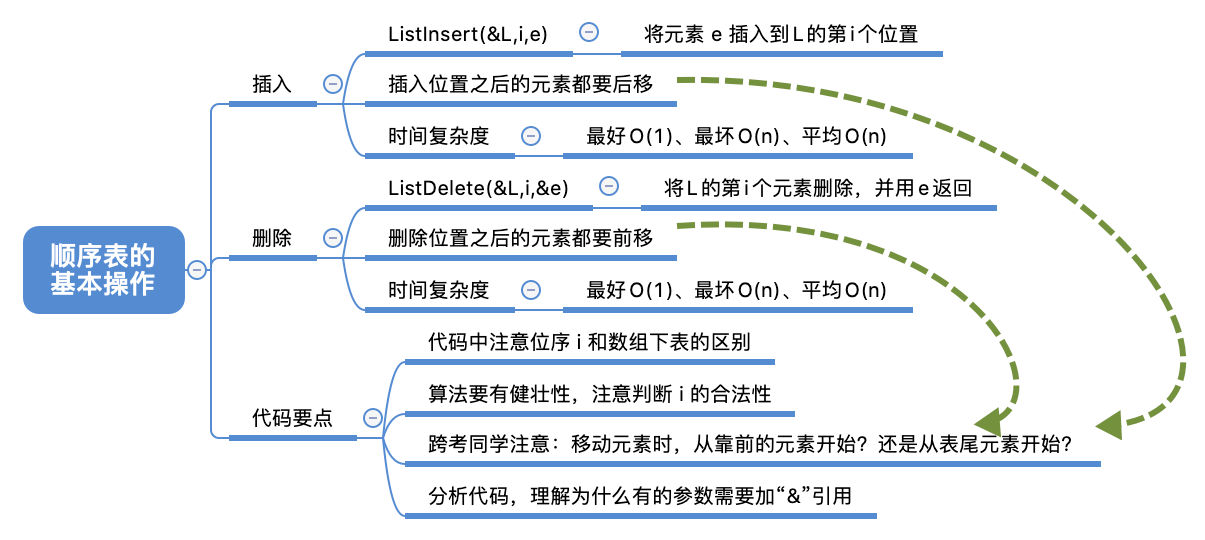 顺序表的
基本操作
插入
ListInsert(&L,i,e)
将元素 e 插入到L的第i个位置
插入位置之后的元素都要后移
时间复杂度
最好O(1)、最坏O(n)、平均O(n)
删除
ListDelete(&L,i,&e)
将L的第i个元素删除，并用e返回
删除位置之后的元素都要前移
时间复杂度
最好O(1)、最坏O(n)、平均O(n)
代码要点
代码中注意位序 i 和数组下表的区别
算法要有健壮性，注意判断 i 的合法性
跨考同学注意：移动元素时，从靠前的元素开始？还是从表尾元素开始？
分析代码，理解为什么有的参数需要加“&”引用